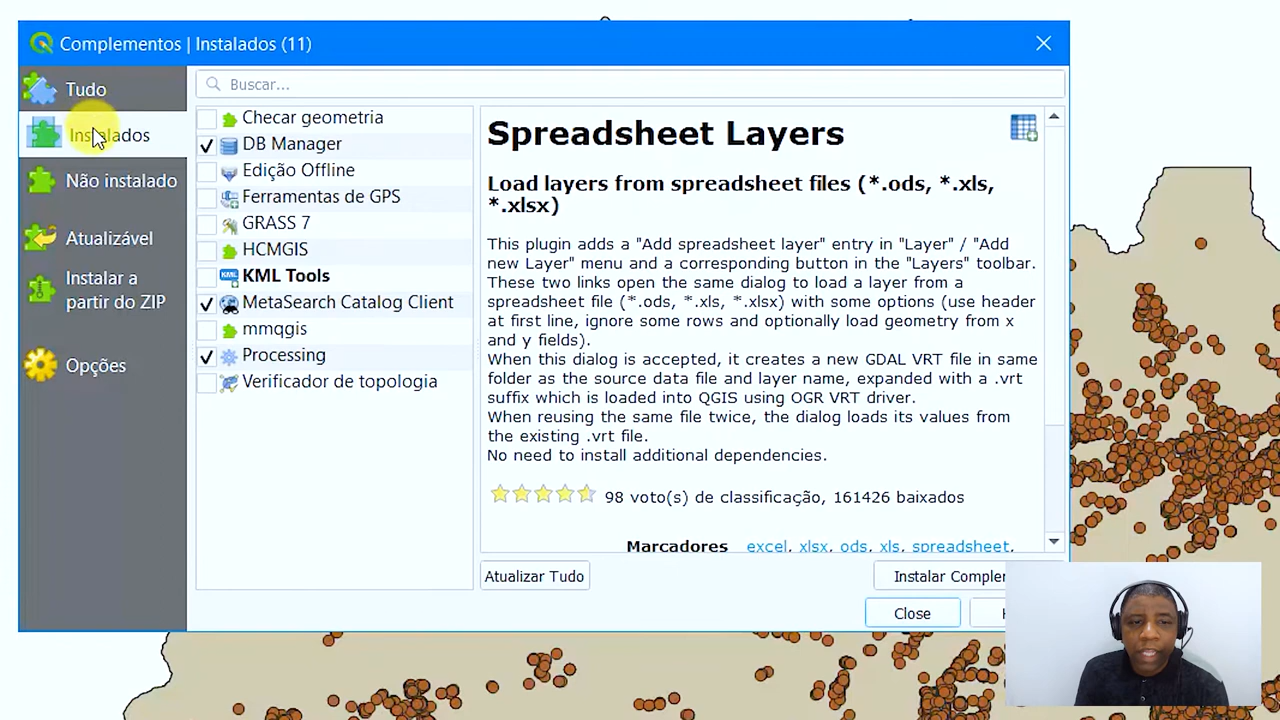 Complementos | Instalados (11)
Tudo
Instalados
Não instalado
Atualizável
Instalar a
partir do ZIP
Opções
Buscar...
Checar geometria
DB Manager
Edição Offline
Ferramentas de GPS
GRASS 7
HCMGIS
KML Tools
MetaSearch Catalog Client
mmqgis
Processing
Verificador de topologia
Spreadsheet Layers
Load layers from spreadsheet files (*.ods, *.xls,
*.xlsx)
This plugin adds a "Add spreadsheet layer" entry in "Layer" / "Add
new Layer" menu and a corresponding button in the "Layers" toolbar.
These two links open the same dialog to load a layer from a
spreadsheet file (*.ods, *.xls, *.xlsx) with some options (use header
at first line, ignore some rows and optionally load geometry from x
and y fields).
When this dialog is accepted, it creates a new GDAL VRT file in same
folder as the source data file and layer name, expanded with a .vrt
suffix which is loaded into QGIS using OGR VRT driver.
When reusing the same file twice, the dialog loads its values from
the existing .vrt file.
No need to install additional dependencies.
98 voto(s) de classificação, 161426 baixados
Marcadores excel, xlsx, ods, xls, spreadsheet,
Atualizar Tudo
Instalar Complem
Close